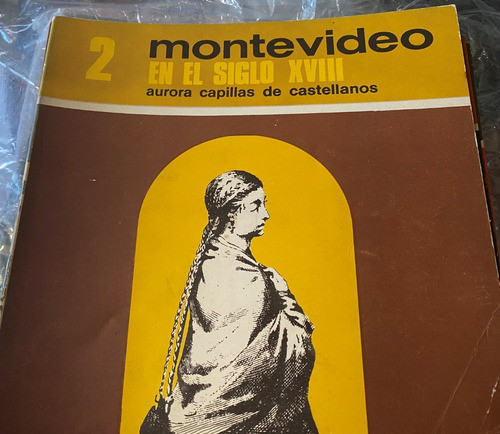 2
montevideo
EN EL SIGLO XVIII
aurora capillas de castellanos